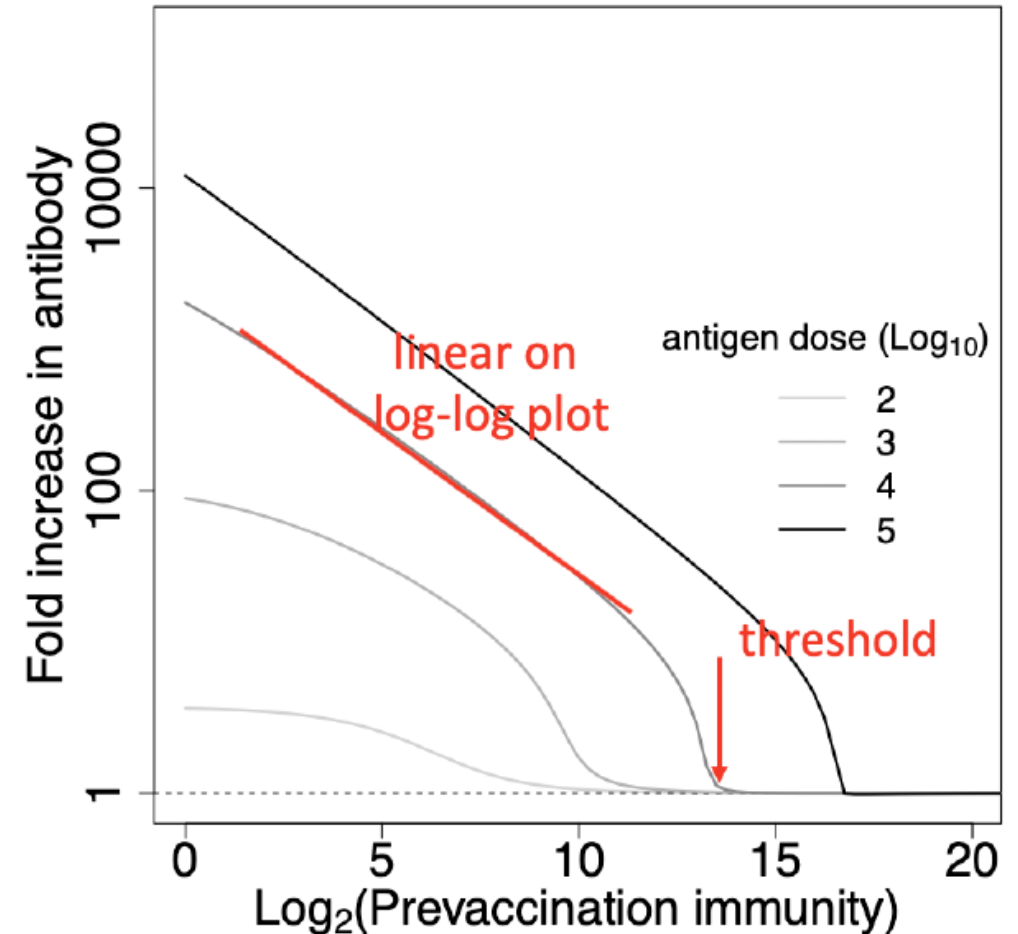 Fold increase in antibody
10000
100
1
linear on
log-log plot
antigen dose (Log₁₀)
2
3
4
5
threshold
0 5 10 15 20
Log₂(Prevaccination immunity)